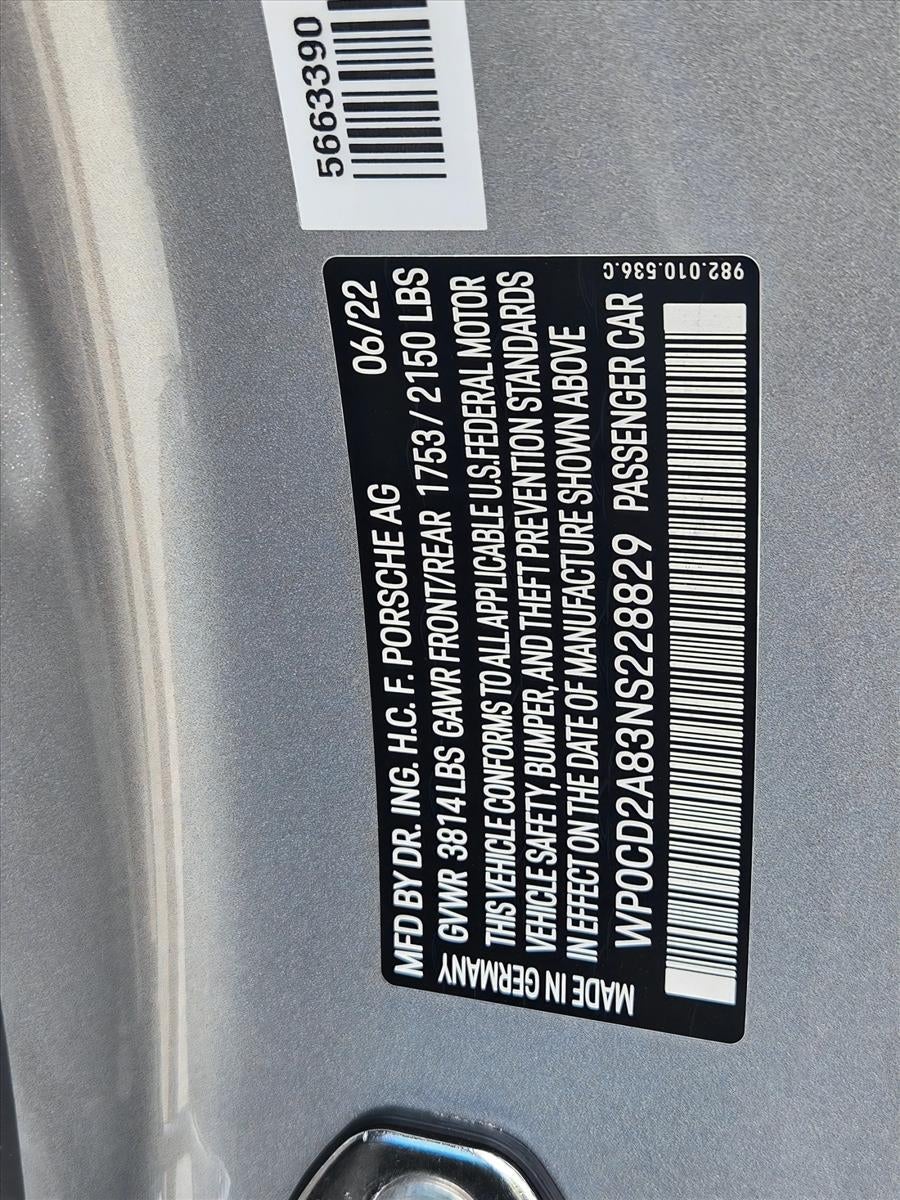 5663390
MFD BY DR. ING. H.C. F. PORSCHE AG 06/22
GVWR 3814 LBS GAWR FRONT/REAR 1753 / 2150 LBS
THIS VEHICLE CONFORMS TO ALL APPLICABLE U.S. FEDERAL MOTOR
VEHICLE SAFETY, BUMPER, AND THEFT PREVENTION STANDARDS
IN EFFECT ON THE DATE OF MANUFACTURE SHOWN ABOVE
WP0CD2A83NS228829 PASSENGER CAR
MADE IN GERMANY
982.010.536.C